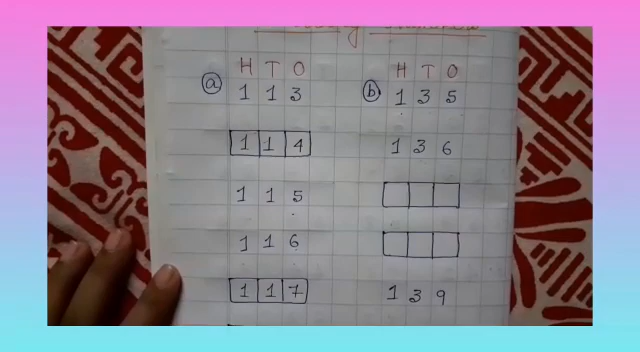 ⓐ H T O
1 1 3
1 1 4
1 1 5
1 1 6
1 1 7
ⓑ H T O
1 3 5
1 3 6
1 3 9